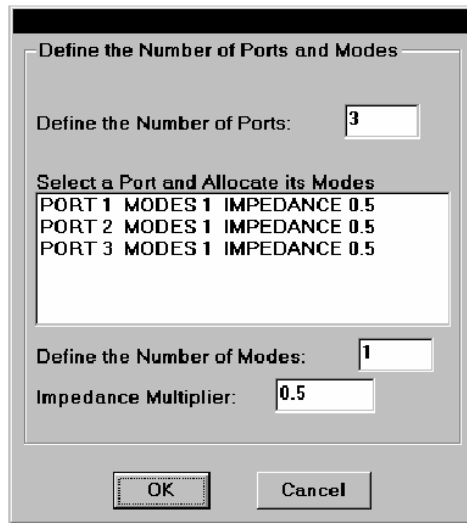 Define the Number of Ports and Modes
Define the Number of Ports: 3
Select a Port and Allocate its Modes
PORT 1 MODES 1 IMPEDANCE 0.5
PORT 2 MODES 1 IMPEDANCE 0.5
PORT 3 MODES 1 IMPEDANCE 0.5
Define the Number of Modes: 1
Impedance Multiplier: 0.5
OK Cancel